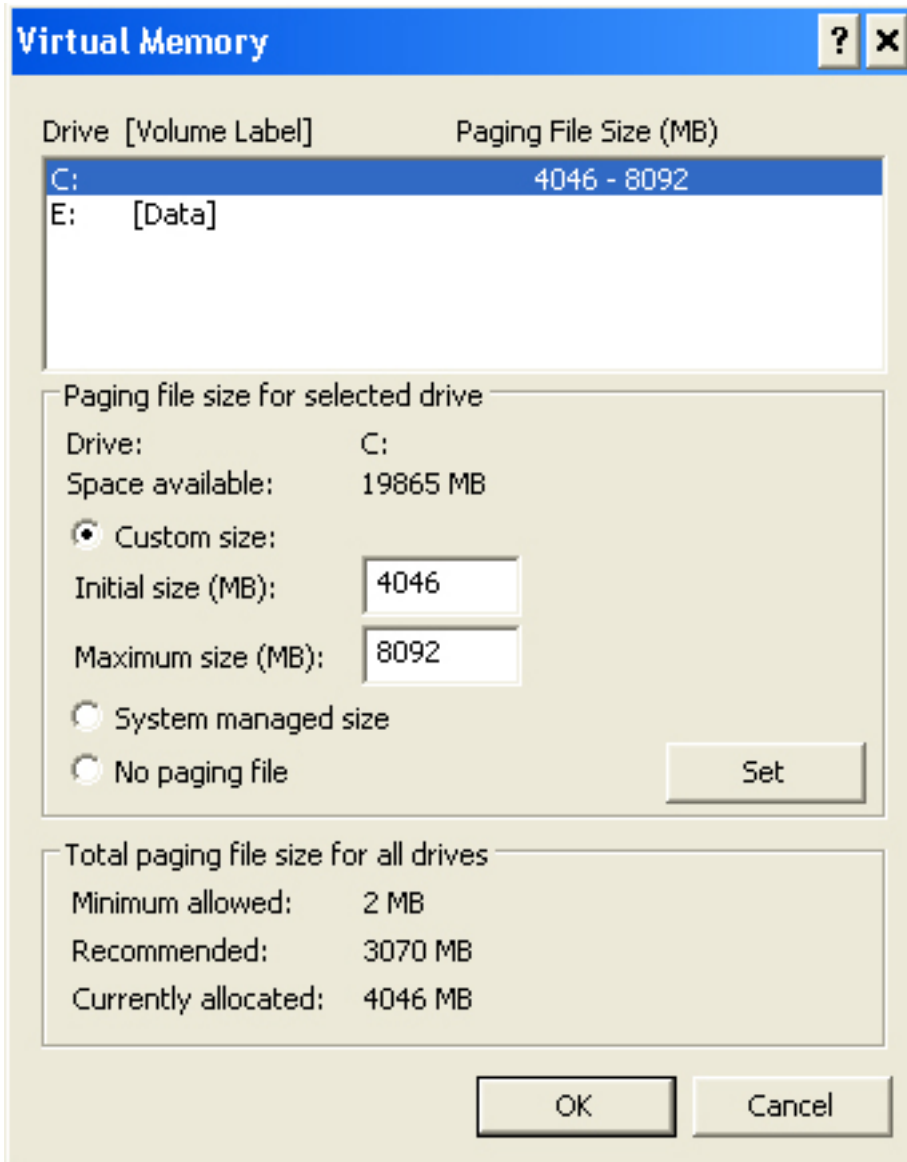 Virtual Memory
Drive [Volume Label] Paging File Size (MB)
C: 4046 - 8092
E: [Data]
Paging file size for selected drive
Drive: C:
Space available: 19865 MB
Custom size:
Initial size (MB): 4046
Maximum size (MB): 8092
System managed size
No paging file Set
Total paging file size for all drives
Minimum allowed: 2 MB
Recommended: 3070 MB
Currently allocated: 4046 MB
OK Cancel